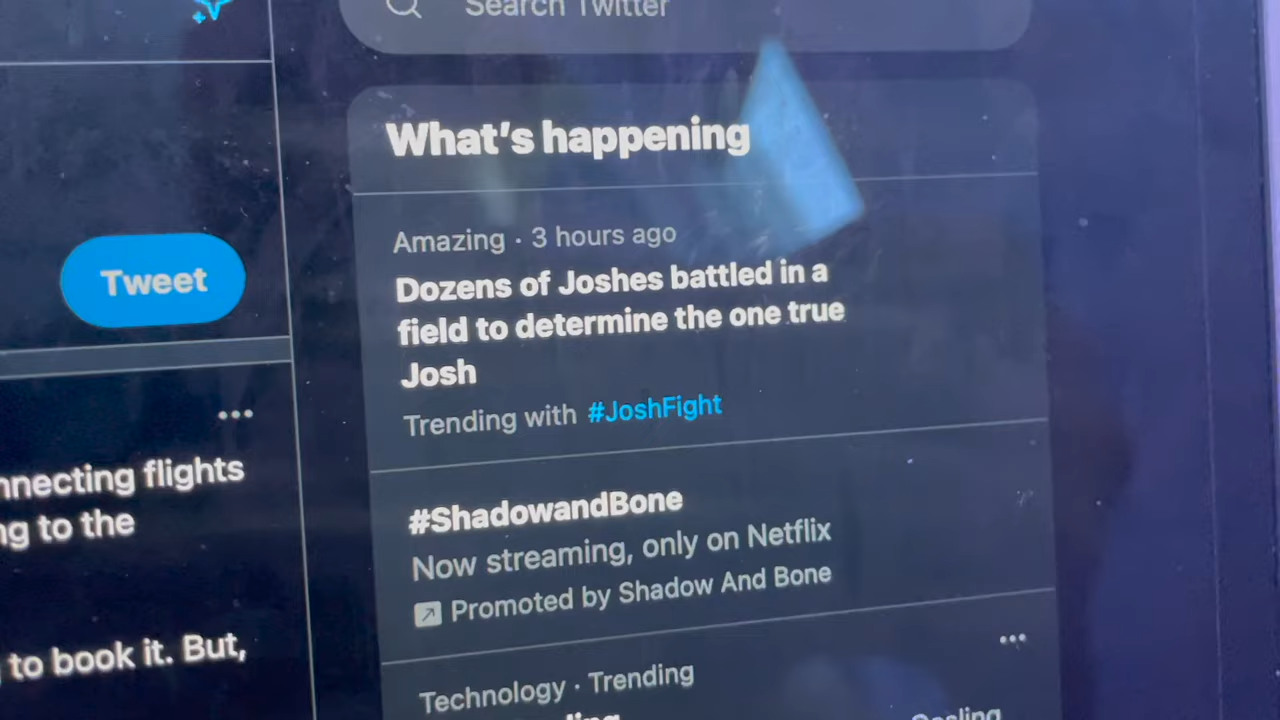 Search Twitter
What's happening
Amazing · 3 hours ago
Dozens of Joshes battled in a
field to determine the one true
Josh
Trending with #JoshFight
#ShadowandBone
Now streaming, only on Netflix
Promoted by Shadow And Bone
Technology · Trending
Tweet
nnecting flights
ng to the
to book it. But,